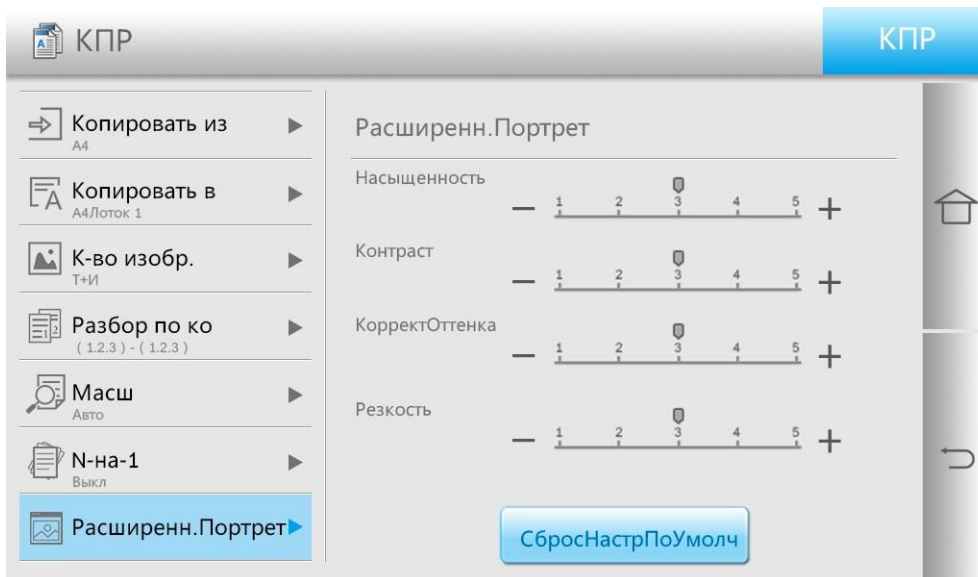 КПР
КПР
Копировать из
A4
Копировать в
A4Лоток 1
К-во изобр.
Т+И
Разбор по ко
( 1.2.3 ) - ( 1.2.3 )
Масш
Авто
N-на-1
Выкл
Расширенн.Портрет
Расширенн.Портрет
Насыщенность
− 1 2 3 4 5 +
Контраст
− 1 2 3 4 5 +
КорректОттенка
− 1 2 3 4 5 +
Резкость
− 1 2 3 4 5 +
СбросНастрПоУмолч